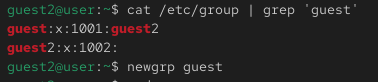 guest2@user:~$ cat /etc/group | grep 'guest'
guest:x:1001:guest2
guest2:x:1002:
guest2@user:~$ newgrp guest